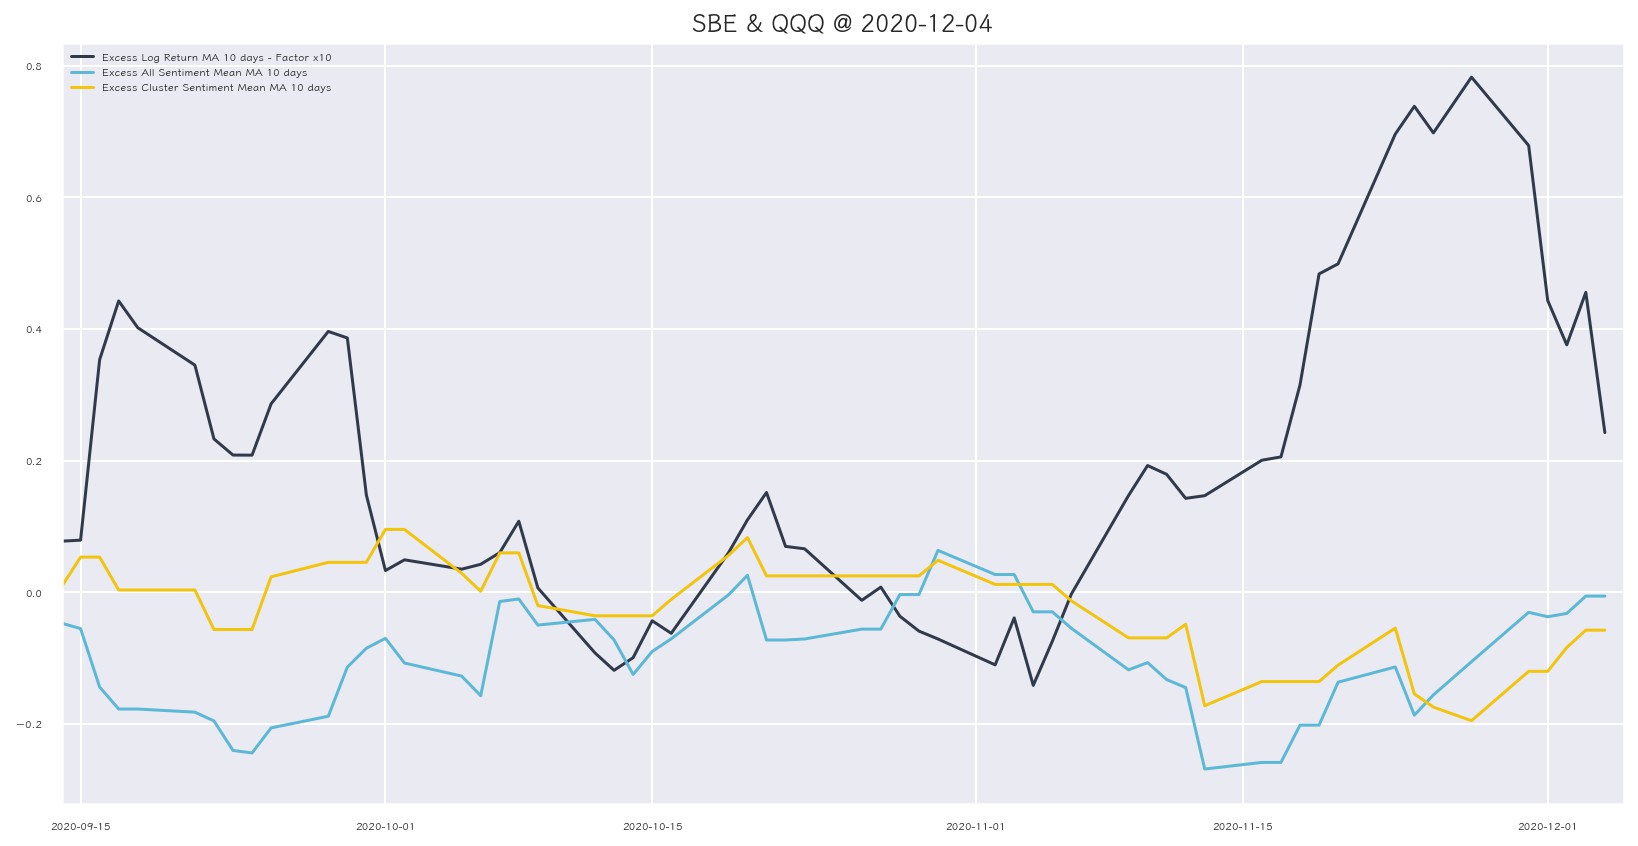 SBE & QQQ @ 2020-12-04
Excess Log Return MA 10 days - Factor x10
Excess All Sentiment Mean MA 10 days
Excess Cluster Sentiment Mean MA 10 days
0.8
0.6
0.4
0.2
0.0
−0.2
2020-09-15 2020-10-01 2020-10-15 2020-11-01 2020-11-15 2020-12-01